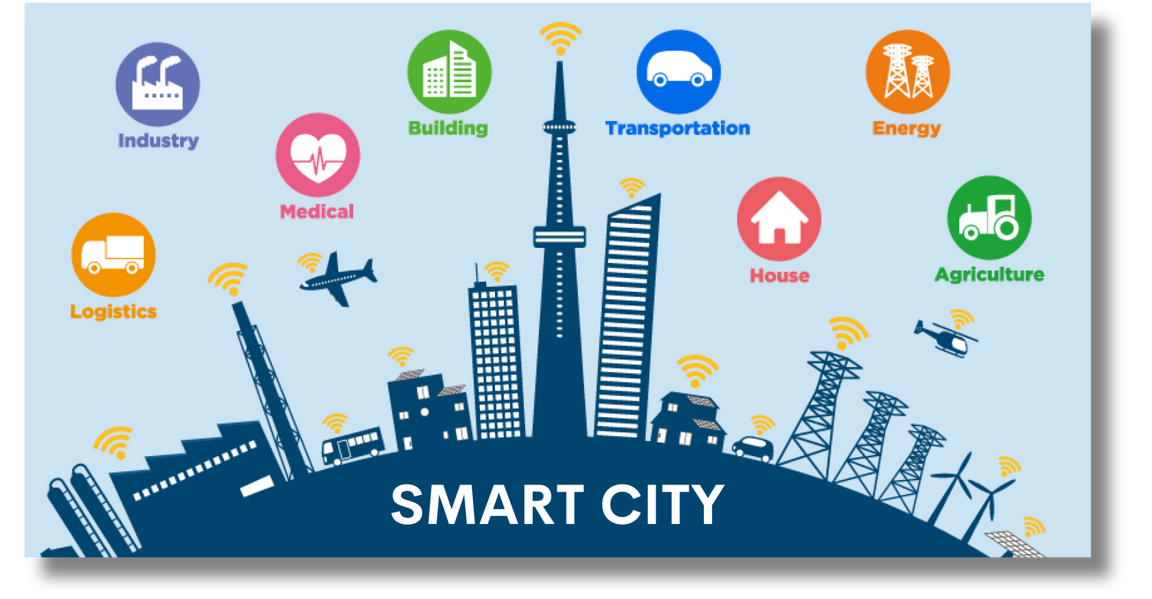 Industry
Medical
Logistics
Building
Transportation
Energy
House
Agriculture
SMART CITY